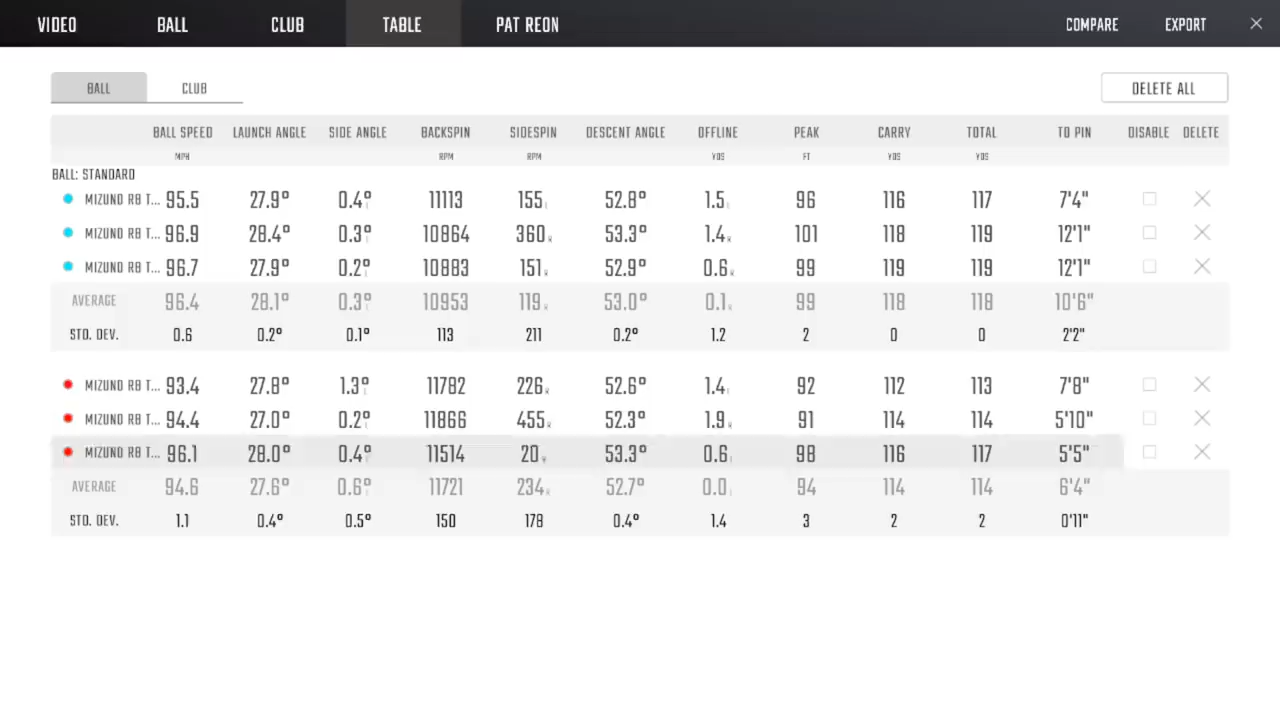 VIDEO BALL CLUB TABLE PAT REON COMPARE EXPORT
BALL CLUB DELETE ALL
BALL SPEED LAUNCH ANGLE SIDE ANGLE BACKSPIN SIDESPIN DESCENT ANGLE OFFLINE PEAK CARRY TOTAL TO PIN DISABLE DELETE
MPH RPM RPM YDS FT YDS YDS
BALL: STANDARD
MIZUNO RB T... 95.5 27.9° 0.4° 11113 155 L 52.8° 1.5 L 96 116 117 7'4"
MIZUNO RB T... 96.9 28.4° 0.3° 10864 360 R 53.3° 1.4 R 101 118 119 12'1"
MIZUNO RB T... 96.7 27.9° 0.2° 10883 151 R 52.9° 0.6 R 99 119 119 12'1"
AVERAGE 96.4 28.1° 0.3° 10953 119 R 53.0° 0.1 R 99 118 118 10'6"
STD. DEV. 0.6 0.2° 0.1° 113 211 0.2° 1.2 2 0 0 2'2"
MIZUNO RB T... 93.4 27.8° 1.3° 11782 226 R 52.6° 1.4 L 92 112 113 7'8"
MIZUNO RB T... 94.4 27.0° 0.2° 11866 455 R 52.3° 1.9 R 91 114 114 5'10"
MIZUNO RB T... 96.1 28.0° 0.4° 11514 20 R 53.3° 0.6 L 98 116 117 5'5"
AVERAGE 94.6 27.6° 0.6° 11721 234 R 52.7° 0.0 L 94 114 114 6'4"
STD. DEV. 1.1 0.4° 0.5° 150 178 0.4° 1.4 3 2 2 0'11"